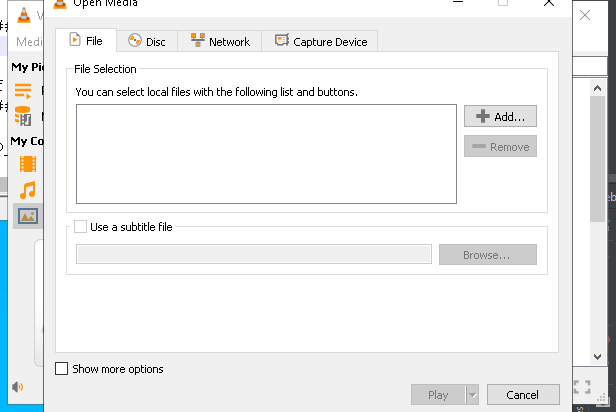 Open Media
Medi
File
Disc
Network
Capture Device
My Pi
My Co
File Selection
You can select local files with the following list and buttons.
Add...
Remove
Use a subtitle file
Browse...
Show more options
Play
Cancel